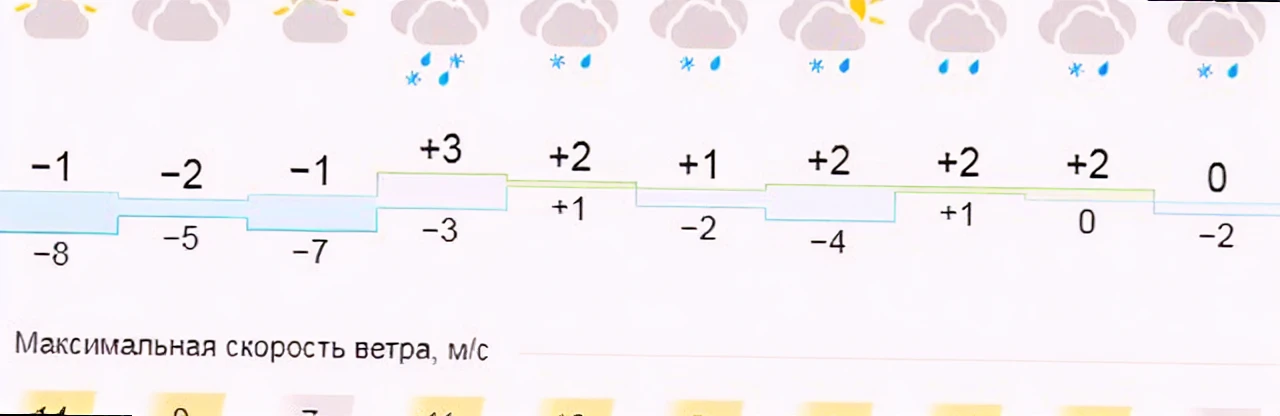 −1 −2 −1 +3 +2 +1 +2 +2 +2 0
−8 −5 −7 −3 +1 −2 −4 +1 0 −2
Максимальная скорость ветра, м/с